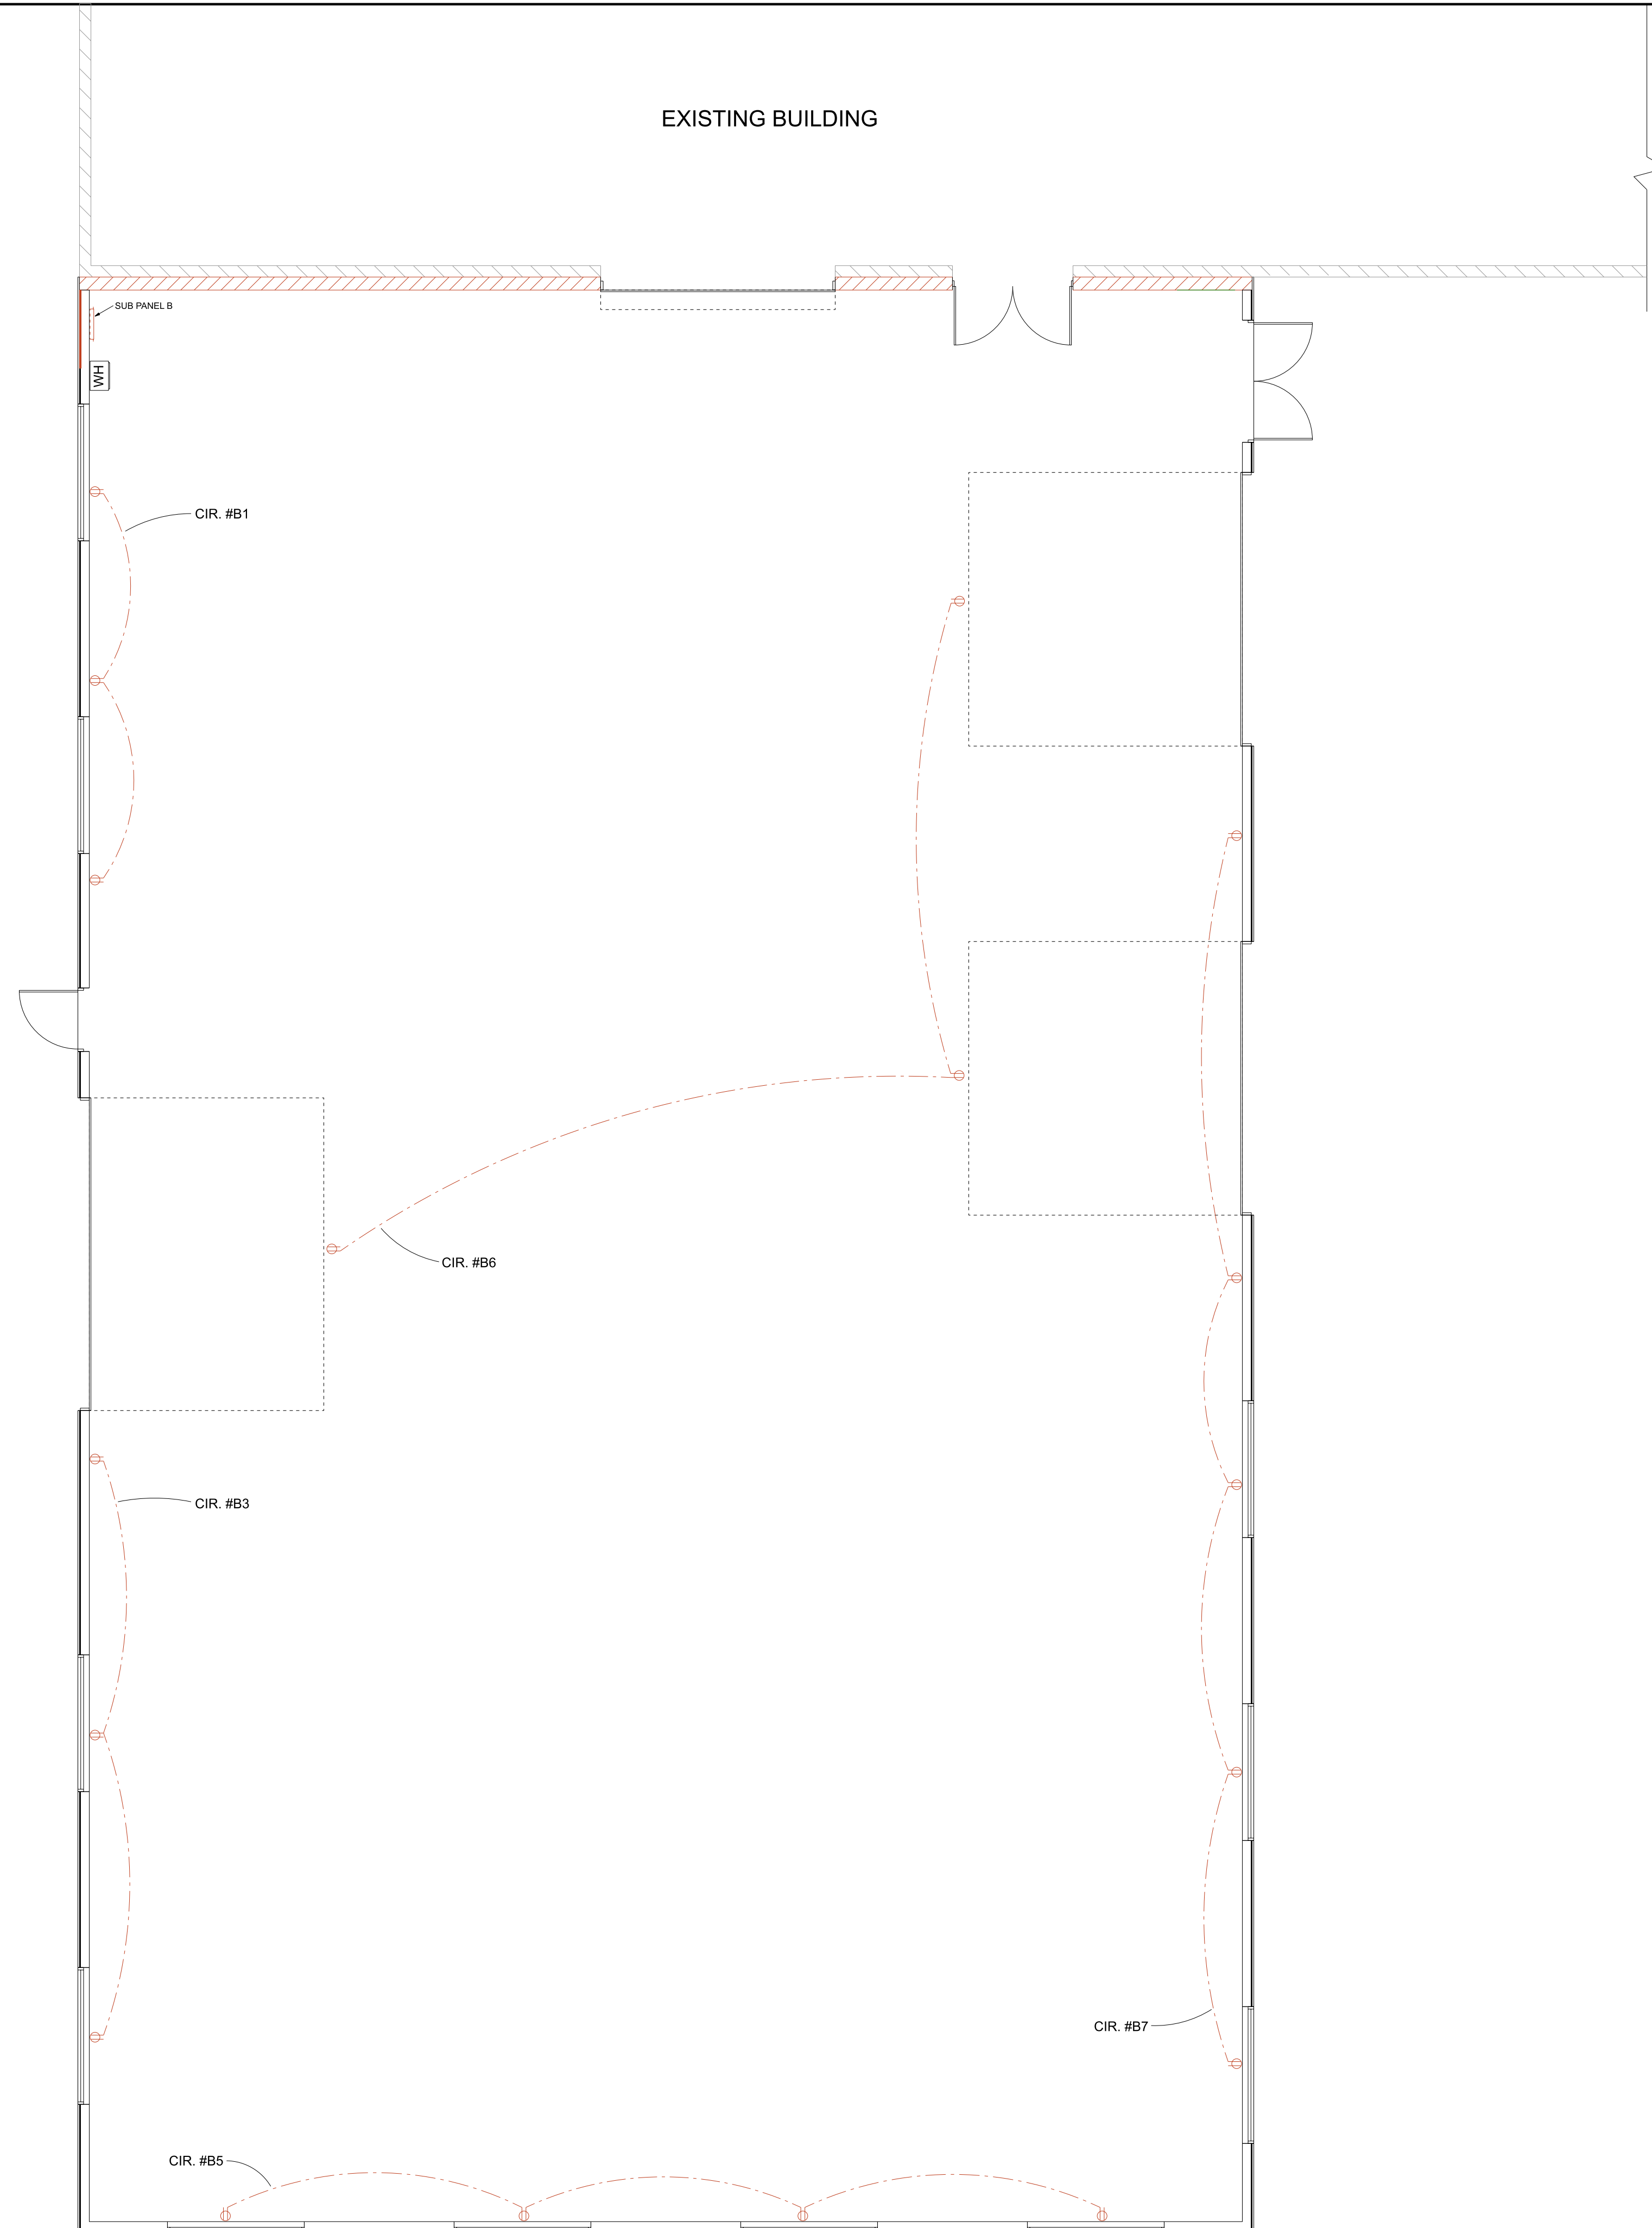 EXISTING BUILDING
SUB PANEL B
WH
CIR. #B1
CIR. #B6
CIR. #B3
CIR. #B7
CIR. #B5